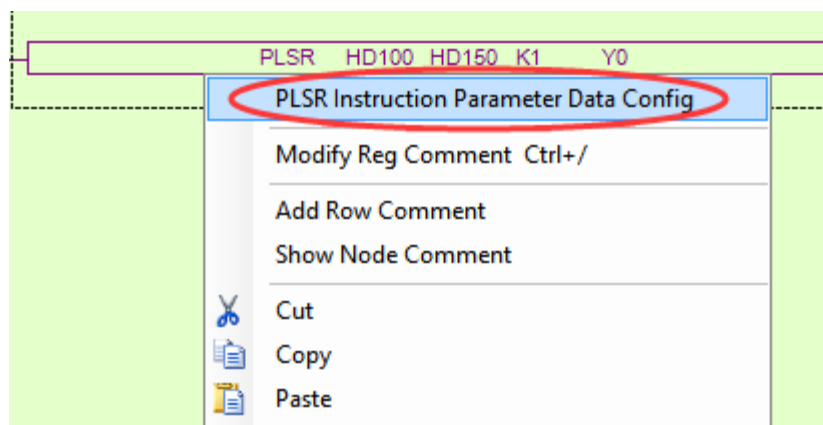 PLSR HD100 HD150 K1 Y0
PLSR Instruction Parameter Data Config
Modify Reg Comment Ctrl+/
Add Row Comment
Show Node Comment
Cut
Copy
Paste